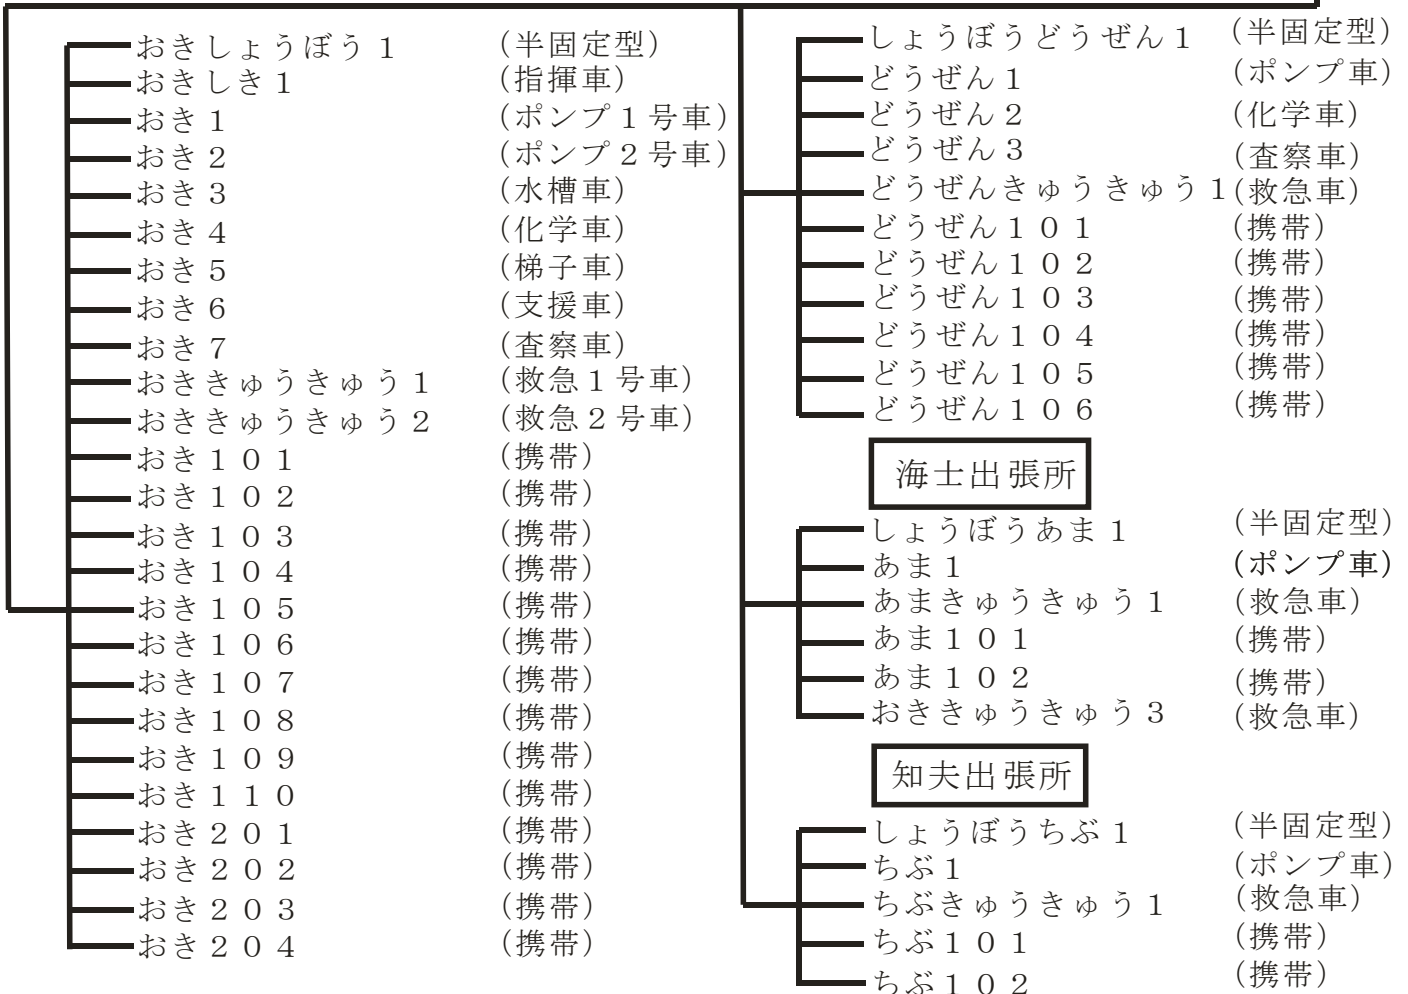 おきしょうぼう１ (半固定型)
おきしき１ (指揮車)
おき１ (ポンプ１号車)
おき２ (ポンプ２号車)
おき３ (水槽車)
おき４ (化学車)
おき５ (梯子車)
おき６ (支援車)
おき７ (査察車)
おききゅうきゅう１ (救急１号車)
おききゅうきゅう２ (救急２号車)
おき１０１ (携帯)
おき１０２ (携帯)
おき１０３ (携帯)
おき１０４ (携帯)
おき１０５ (携帯)
おき１０６ (携帯)
おき１０７ (携帯)
おき１０８ (携帯)
おき１０９ (携帯)
おき１１０ (携帯)
おき２０１ (携帯)
おき２０２ (携帯)
おき２０３ (携帯)
おき２０４ (携帯)
しょうぼうどうぜん１ (半固定型)
どうぜん１ (ポンプ車)
どうぜん２ (化学車)
どうぜん３ (査察車)
どうぜんきゅうきゅう１(救急車)
どうぜん１０１ (携帯)
どうぜん１０２ (携帯)
どうぜん１０３ (携帯)
どうぜん１０４ (携帯)
どうぜん１０５ (携帯)
どうぜん１０６ (携帯)
海士出張所
しょうぼうあま１ (半固定型)
あま１ (ポンプ車)
あまきゅうきゅう１ (救急車)
あま１０１ (携帯)
あま１０２ (携帯)
おききゅうきゅう３ (救急車)
知夫出張所
しょうぼうちぶ１ (半固定型)
ちぶ１ (ポンプ車)
ちぶきゅうきゅう１ (救急車)
ちぶ１０１ (携帯)
ちぶ１０２ (携帯)